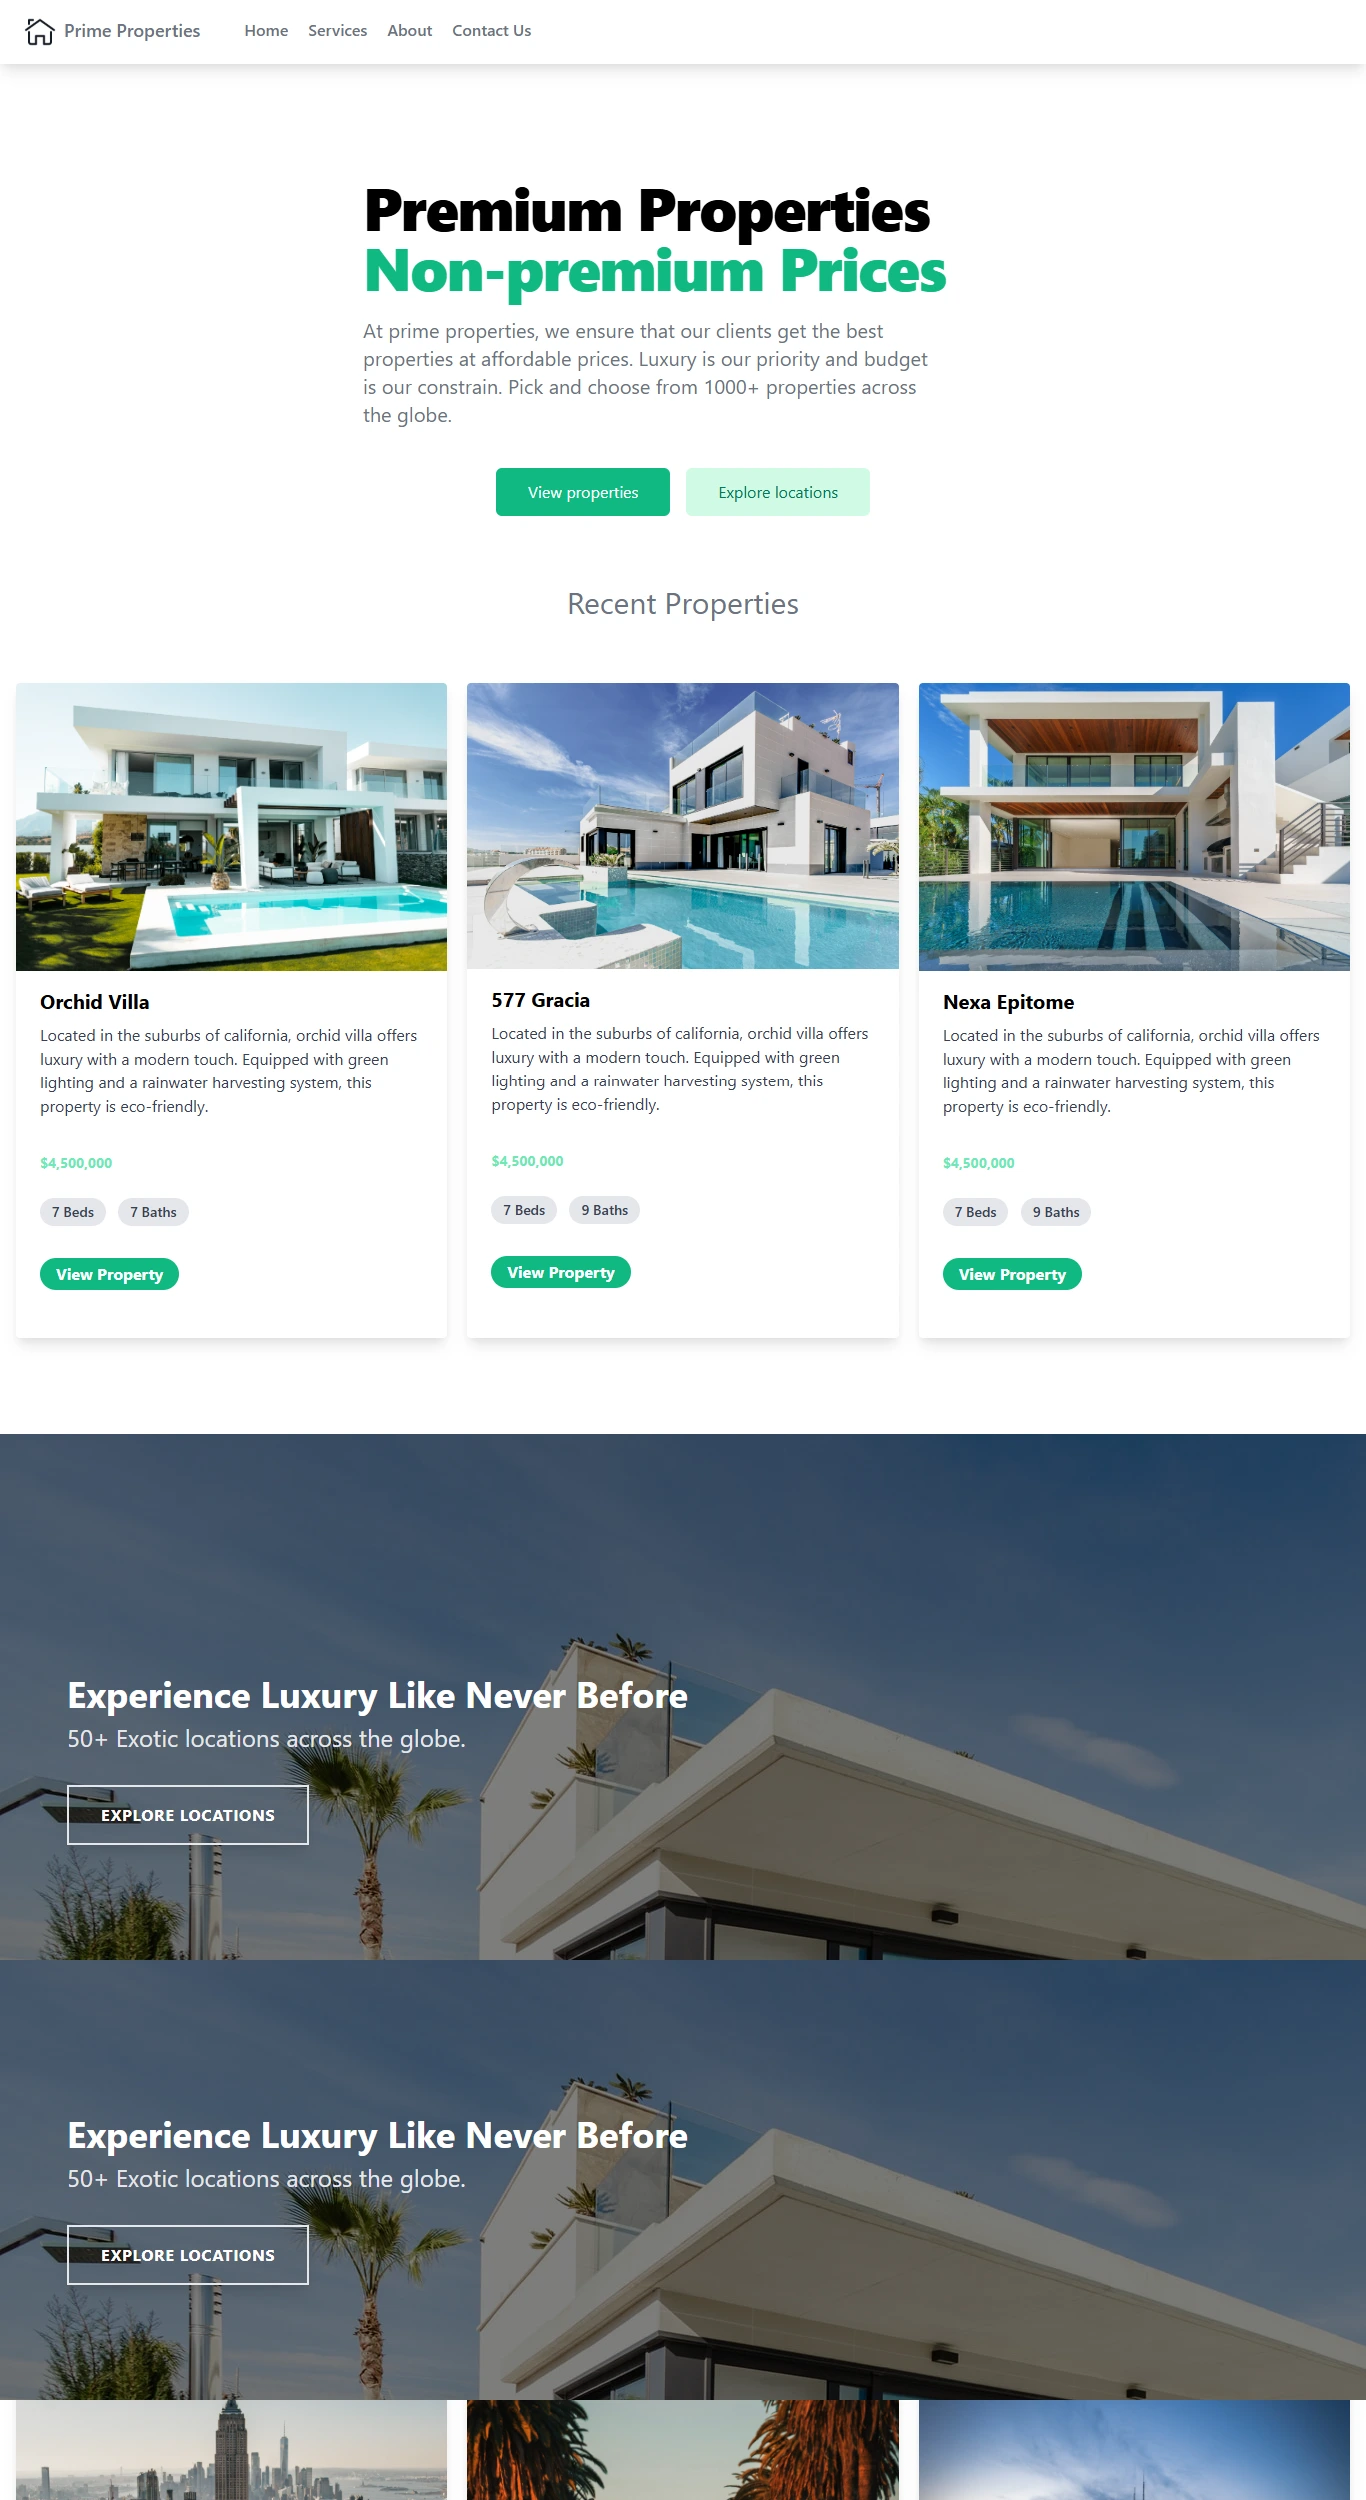 Prime Properties
Home
Services
About
Contact Us
Premium Properties
Non-premium Prices
At prime properties, we ensure that our clients get the best
properties at affordable prices. Luxury is our priority and budget
is our constrain. Pick and choose from 1000+ properties across
the globe.
View properties
Explore locations
Recent Properties
Orchid Villa
Located in the suburbs of california, orchid villa offers
luxury with a modern touch. Equipped with green
lighting and a rainwater harvesting system, this
property is eco-friendly.
$4,500,000
7 Beds
7 Baths
View Property
577 Gracia
Located in the suburbs of california, orchid villa offers
luxury with a modern touch. Equipped with green
lighting and a rainwater harvesting system, this
property is eco-friendly.
$4,500,000
7 Beds
9 Baths
View Property
Nexa Epitome
Located in the suburbs of california, orchid villa offers
luxury with a modern touch. Equipped with green
lighting and a rainwater harvesting system, this
property is eco-friendly.
$4,500,000
7 Beds
9 Baths
View Property
Experience Luxury Like Never Before
50+ Exotic locations across the globe.
EXPLORE LOCATIONS
Experience Luxury Like Never Before
50+ Exotic locations across the globe.
EXPLORE LOCATIONS